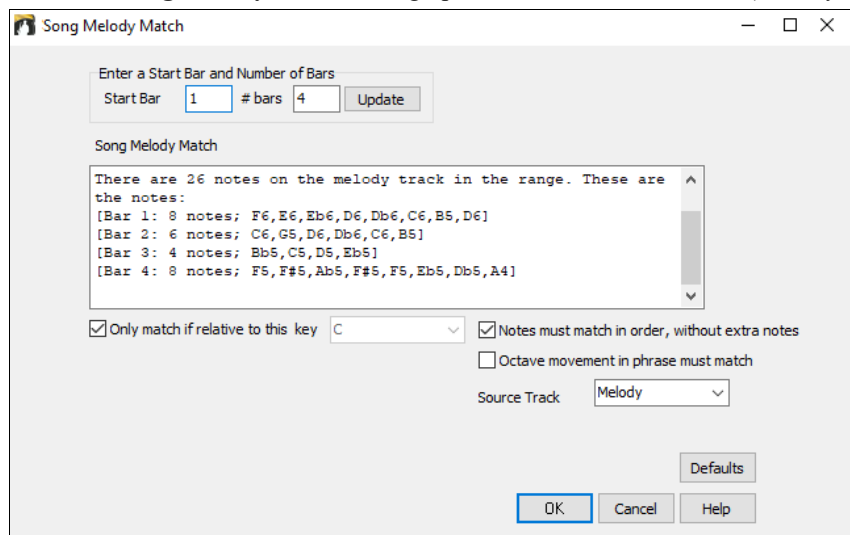 Song Melody Match
Enter a Start Bar and Number of Bars
Start Bar 1 # bars 4 Update
Song Melody Match
There are 26 notes on the melody track in the range. These are
the notes:
[Bar 1: 8 notes; F6,E6,Eb6,D6,Db6,C6,B5,D6]
[Bar 2: 6 notes; C6,G5,D6,Db6,C6,B5]
[Bar 3: 4 notes; Bb5,C5,D5,Eb5]
[Bar 4: 8 notes; F5,F#5,Ab5,F#5,F5,Eb5,Db5,A4]
Only match if relative to this key C
Notes must match in order, without extra notes
Octave movement in phrase must match
Source Track Melody
Defaults
OK Cancel Help